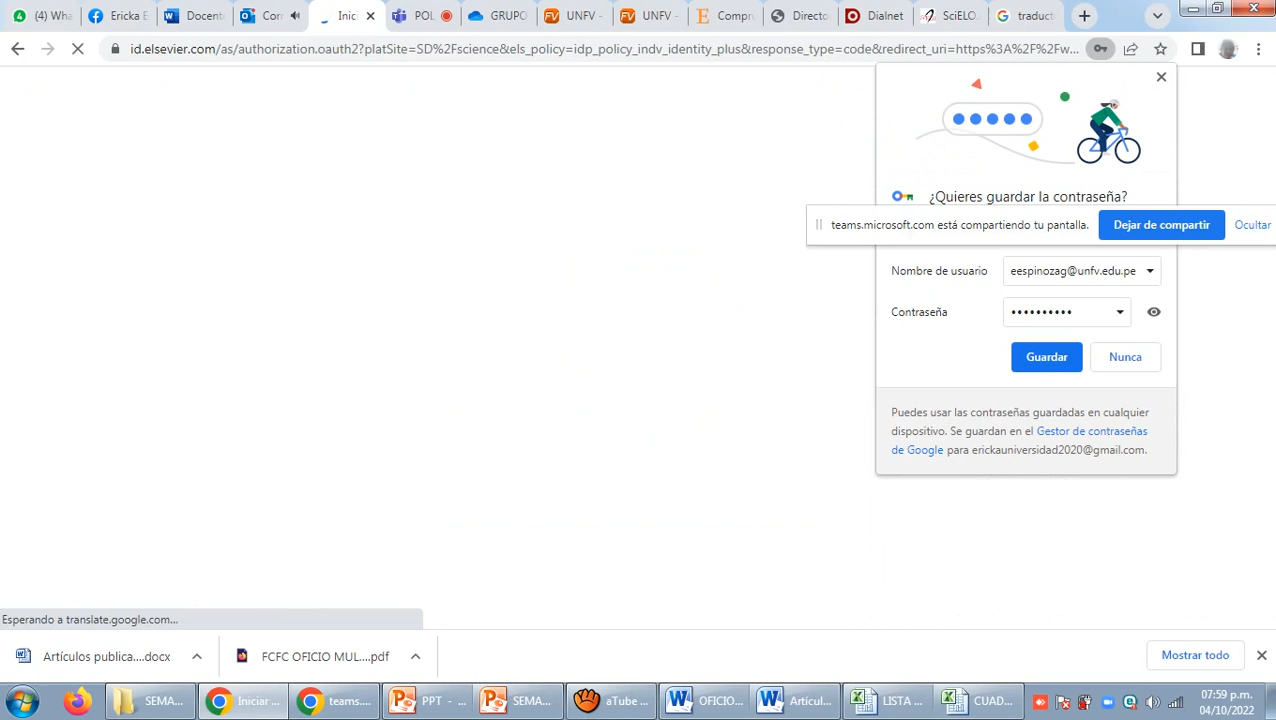 Wha
Ericka E
Docent
Corr
Inici
POL
GRUPO
UNFV -
UNFV -
Compr
Directo
Dialnet
SciELO
traduct
id.elsevier.com/as/authorization.oauth2?platSite=SD%2Fscience&els_policy=idp_policy_indv_identity_plus&response_type=code&redirect_uri=https%3A%2F%2Fw...
¿Quieres guardar la contraseña?
teams.microsoft.com está compartiendo tu pantalla.
Dejar de compartir
Ocultar
Nombre de usuario
eespinozag@unfv.edu.pe
Contraseña
••••••••••
Guardar
Nunca
Puedes usar las contraseñas guardadas en cualquier
dispositivo. Se guardan en el Gestor de contraseñas
de Google para erickauniversidad2020@gmail.com.
Esperando a translate.google.com...
Artículos publica....docx
FCFC OFICIO MUL....pdf
Mostrar todo
SEMA...
Iniciar ...
teams....
PPT - ...
SEMA...
aTube ...
OFICIO...
Articul...
LISTA ...
CUAD...
07:59 p.m.
04/10/2022